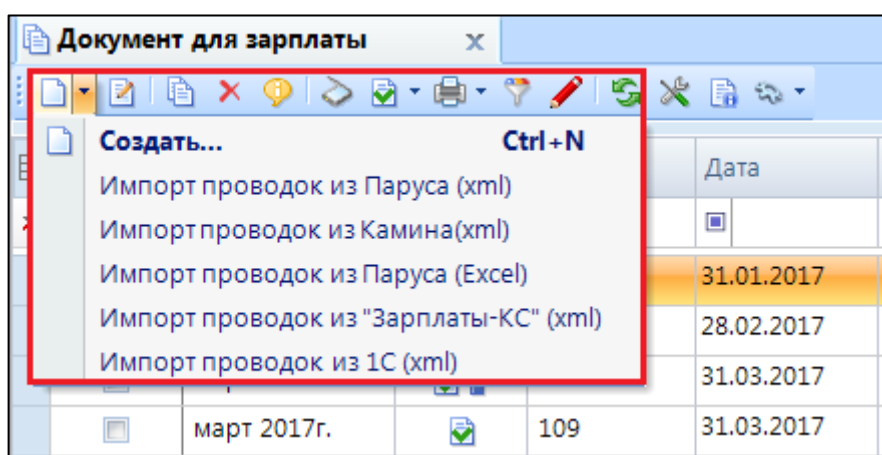 Документ для зарплаты x
Создать... Ctrl+N
Импорт проводок из Паруса (xml)
Импорт проводок из Камина(xml)
Импорт проводок из Паруса (Excel)
Импорт проводок из "Зарплаты-КС" (xml)
Импорт проводок из 1С (xml)
Дата
31.01.2017
28.02.2017
31.03.2017
март 2017г. 109 31.03.2017